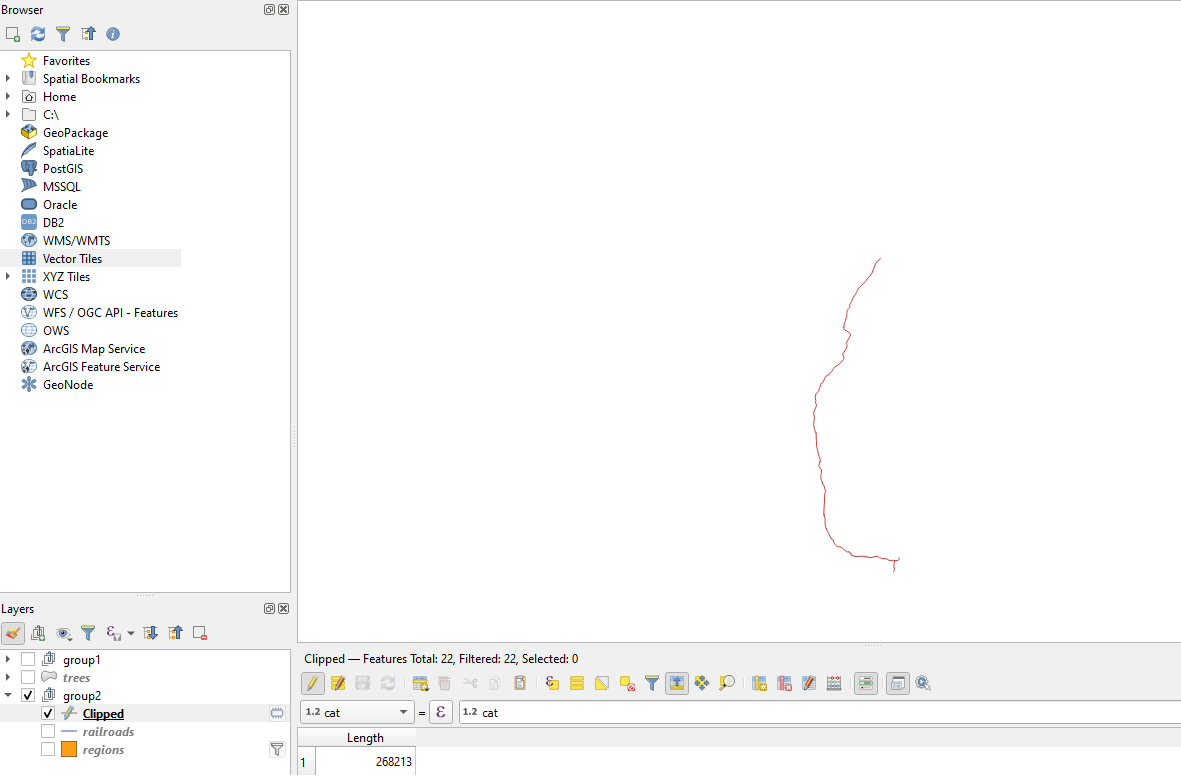 Browser
Favorites
Spatial Bookmarks
Home
C:\
GeoPackage
SpatiaLite
PostGIS
MSSQL
Oracle
DB2
DB2
WMS/WMTS
Vector Tiles
XYZ Tiles
WCS
WFS / OGC API - Features
OWS
ArcGIS Map Service
ArcGIS Feature Service
GeoNode
Layers
group1
trees
group2
Clipped
railroads
regions
Clipped — Features Total: 22, Filtered: 22, Selected: 0
1.2 cat = ε 1.2 cat
Length
1 268213